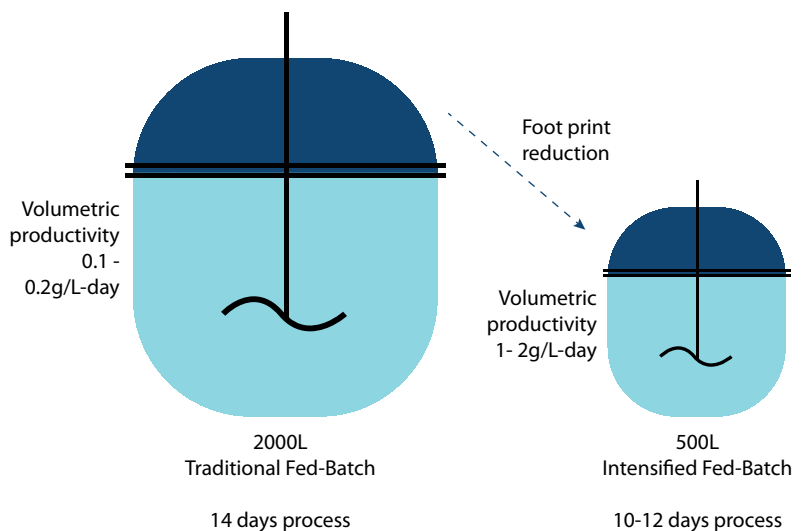 Foot print
reduction
Volumetric
productivity
0.1 -
0.2g/L-day
Volumetric
productivity
1- 2g/L-day
2000L
Traditional Fed-Batch
14 days process
500L
Intensified Fed-Batch
10-12 days process